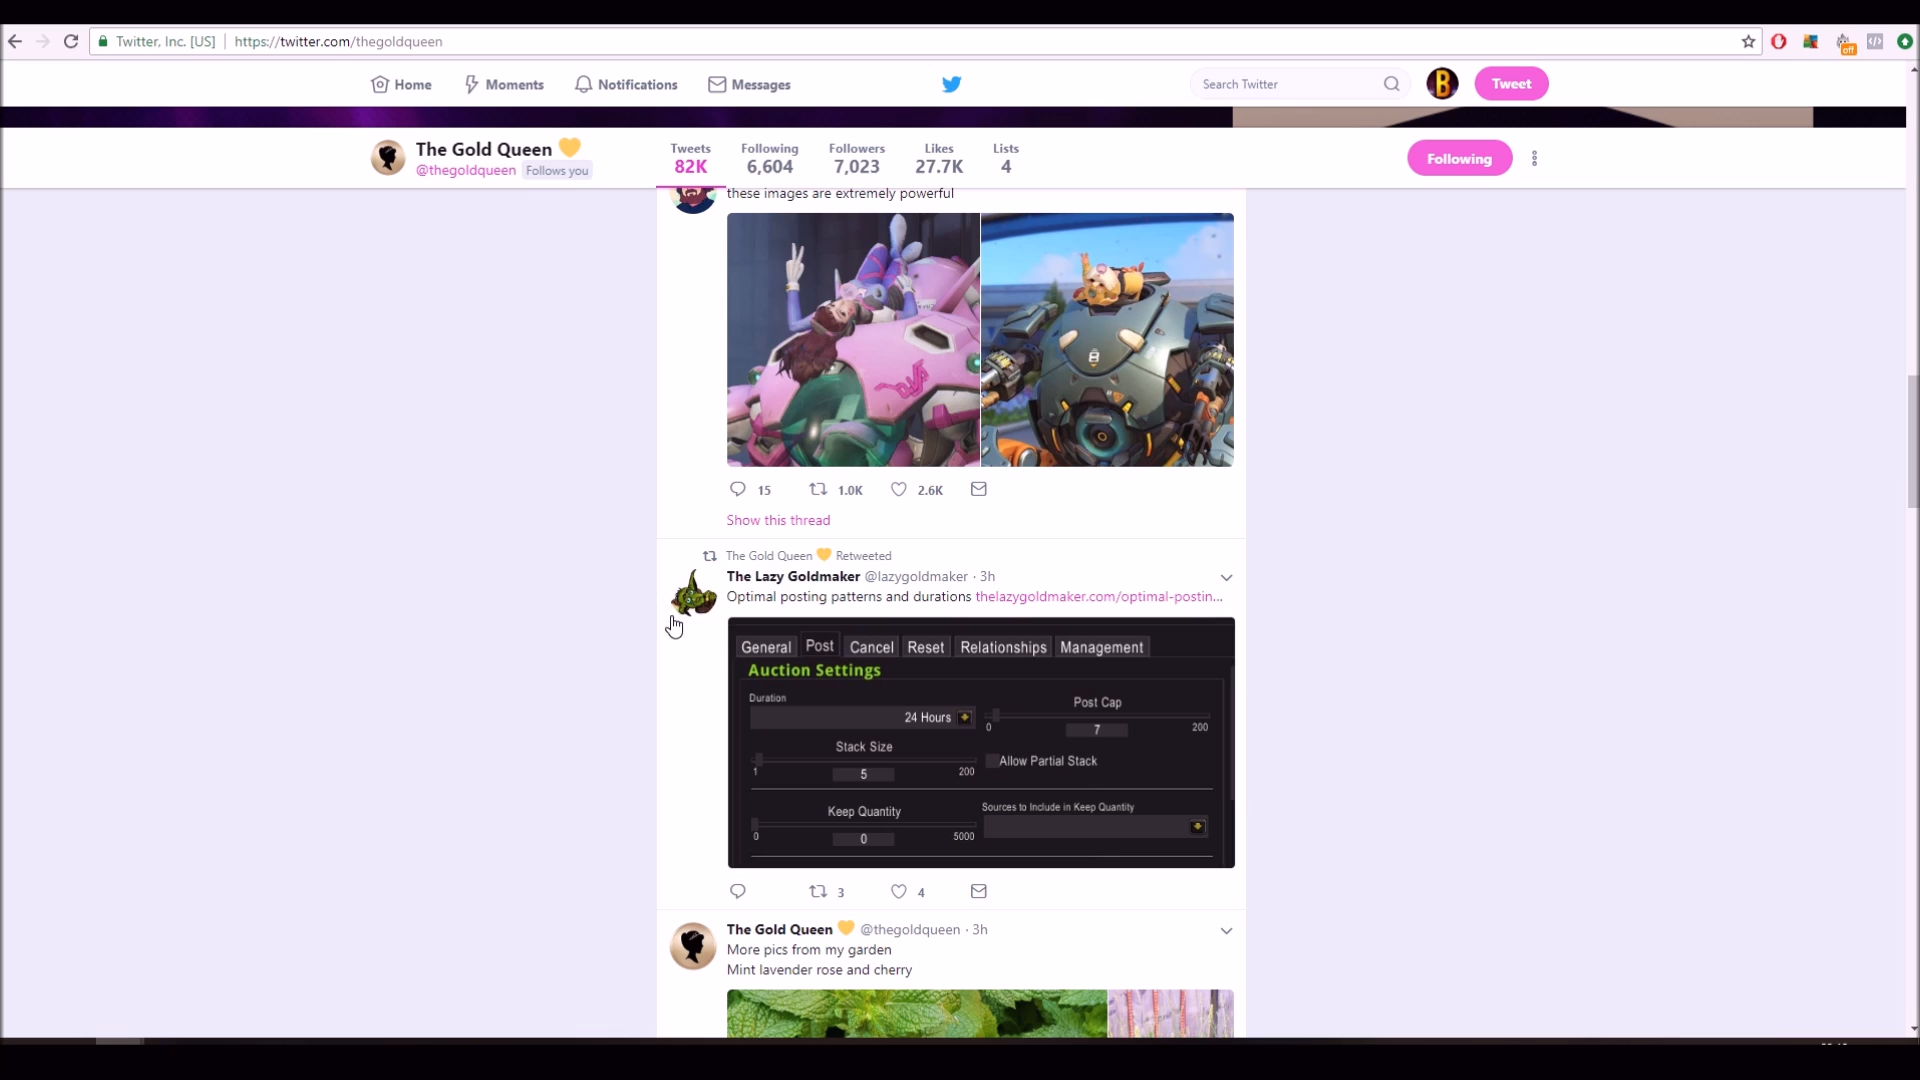 Twitter, Inc. [US] https://twitter.com/thegoldqueen
off
Home Moments Notifications Messages Search Twitter B Tweet
The Gold Queen 💛
@thegoldqueen Follows you
Tweets Following Followers Likes Lists
82K 6,604 7,023 27.7K 4
Following
these images are extremely powerful
15 1.0K 2.6K
Show this thread
The Gold Queen 💛 Retweeted
The Lazy Goldmaker @lazygoldmaker · 3h
Optimal posting patterns and durations thelazygoldmaker.com/optimal-postin...
General Post Cancel Reset Relationships Management
Auction Settings
Duration Post Cap
24 Hours
0 7 200
Stack Size
Allow Partial Stack
1 5 200
Keep Quantity Sources to Include in Keep Quantity
0 0 5000
3 4
The Gold Queen 💛 @thegoldqueen · 3h
More pics from my garden
Mint lavender rose and cherry